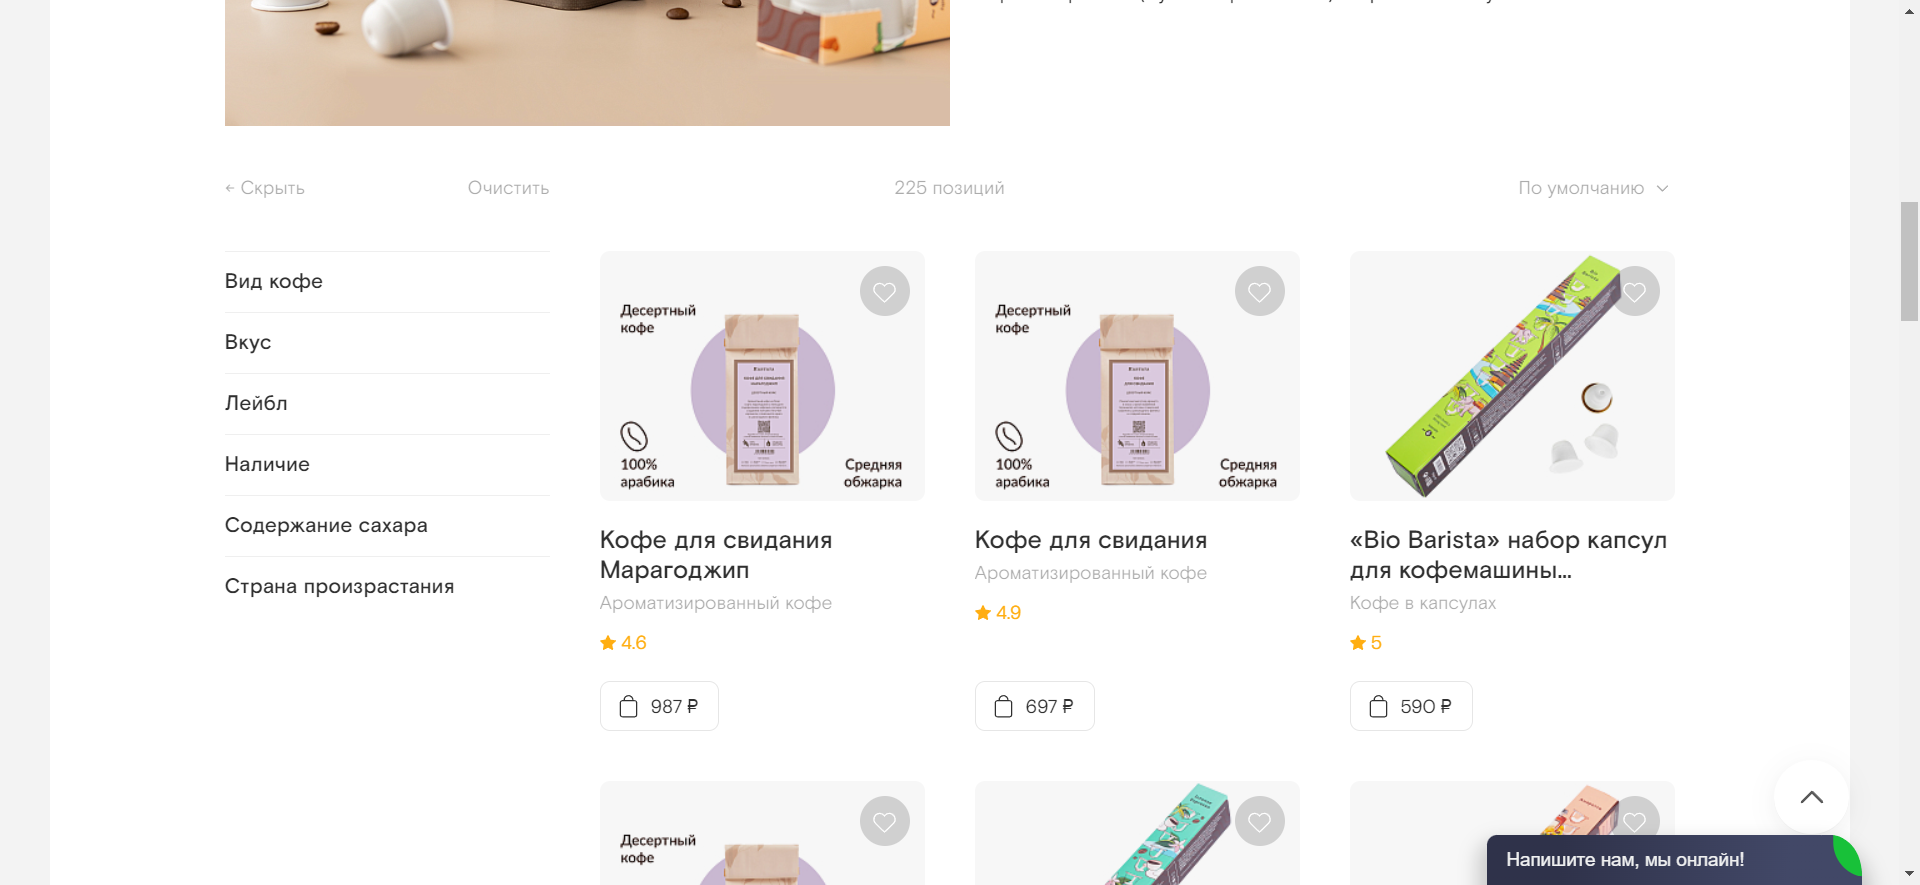 ← Скрыть
Очистить
225 позиций
По умолчанию
Вид кофе
Вкус
Лейбл
Наличие
Содержание сахара
Страна произрастания
Десертный
кофе
100%
арабика
Средняя
обжарка
Кофе для свидания
Марагоджип
Ароматизированный кофе
4.6
987 ₽
Десертный
кофе
100%
арабика
Средняя
обжарка
Кофе для свидания
Ароматизированный кофе
4.9
697 ₽
«Bio Barista» набор капсул
для кофемашины...
Кофе в капсулах
5
590 ₽
Десертный
кофе
Напишите нам, мы онлайн!